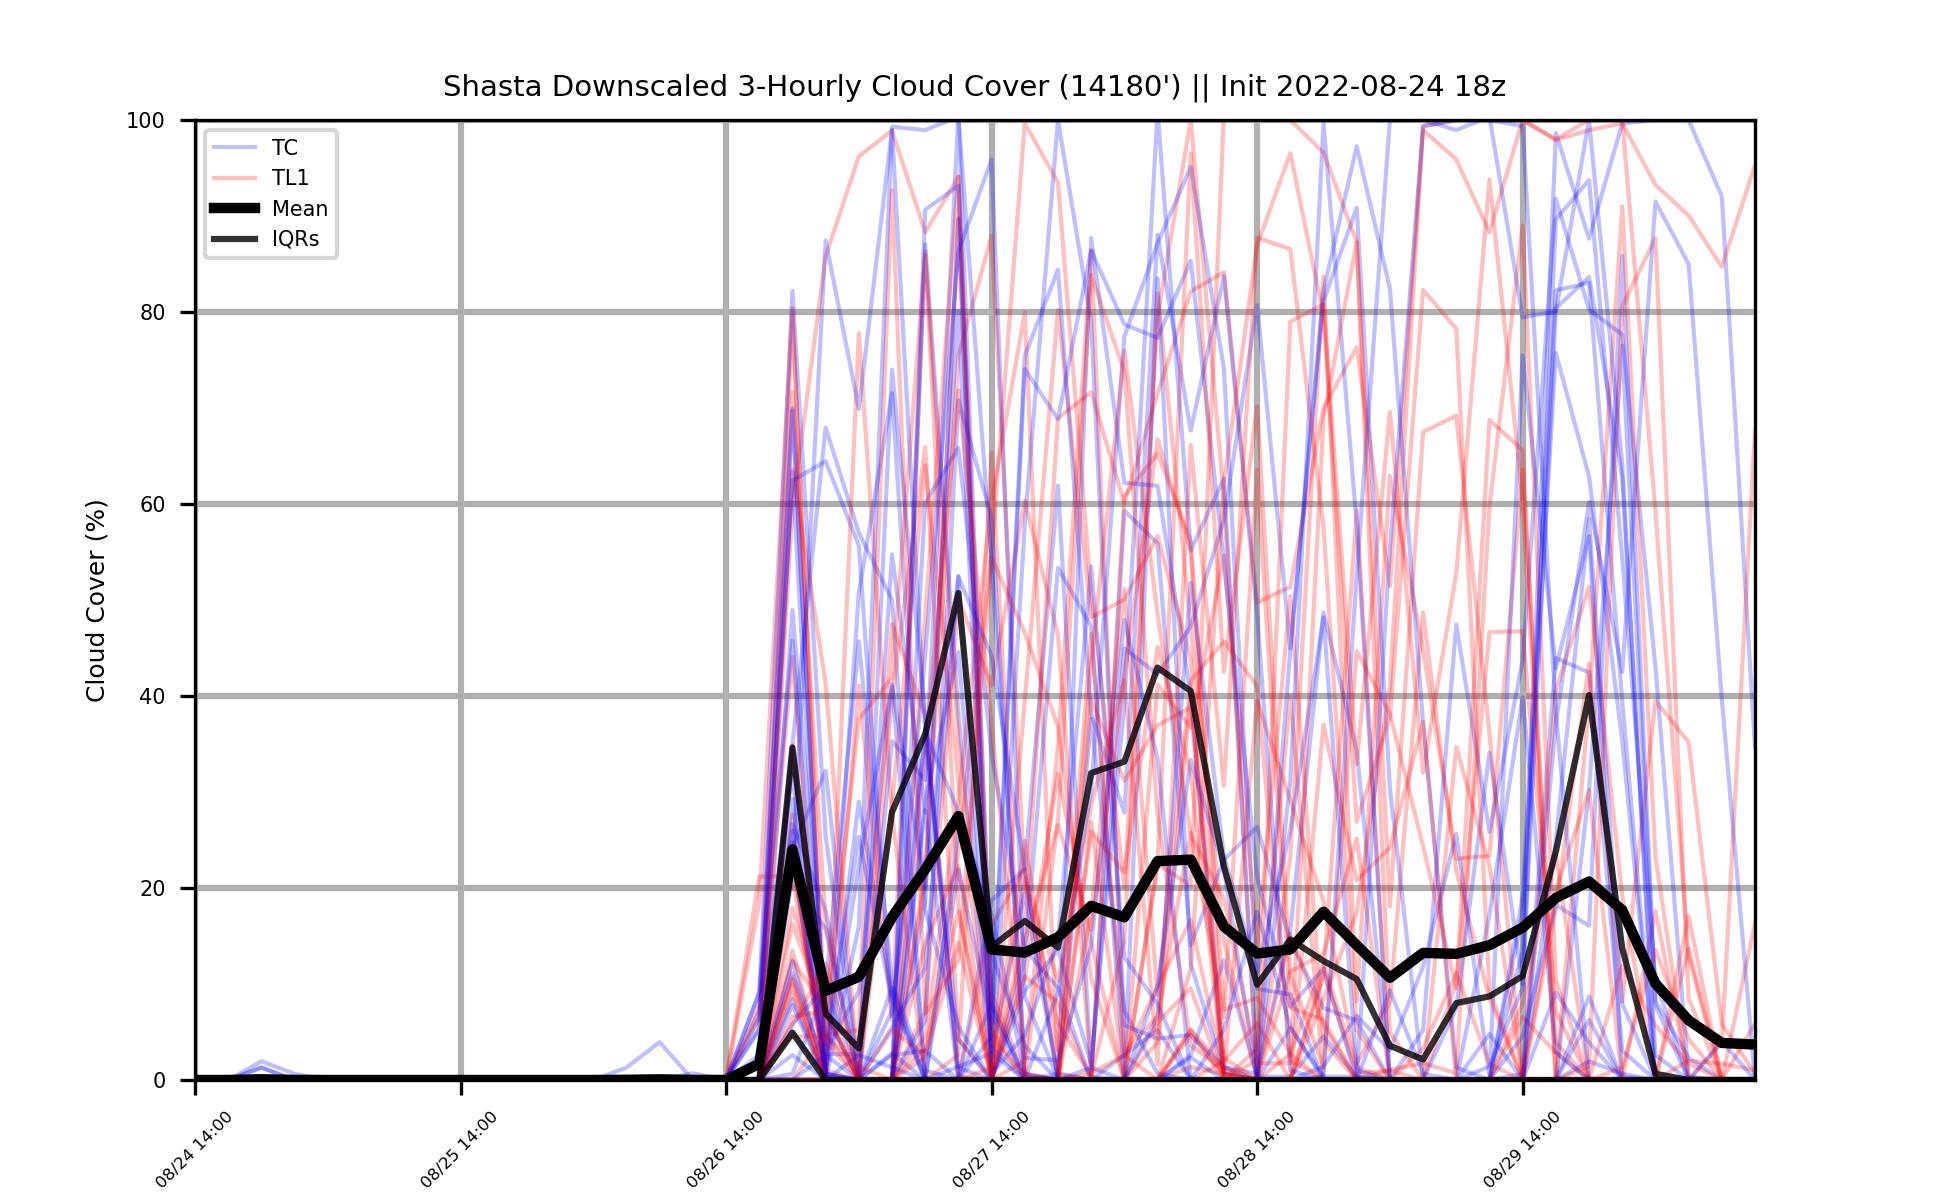 Shasta Downscaled 3-Hourly Cloud Cover (14180') || Init 2022-08-24 18z
Cloud Cover (%)
100
80
60
40
20
0
TC
TL1
Mean
IQRs
08/24 14:00
08/25 14:00
08/26 14:00
08/27 14:00
08/28 14:00
08/29 14:00